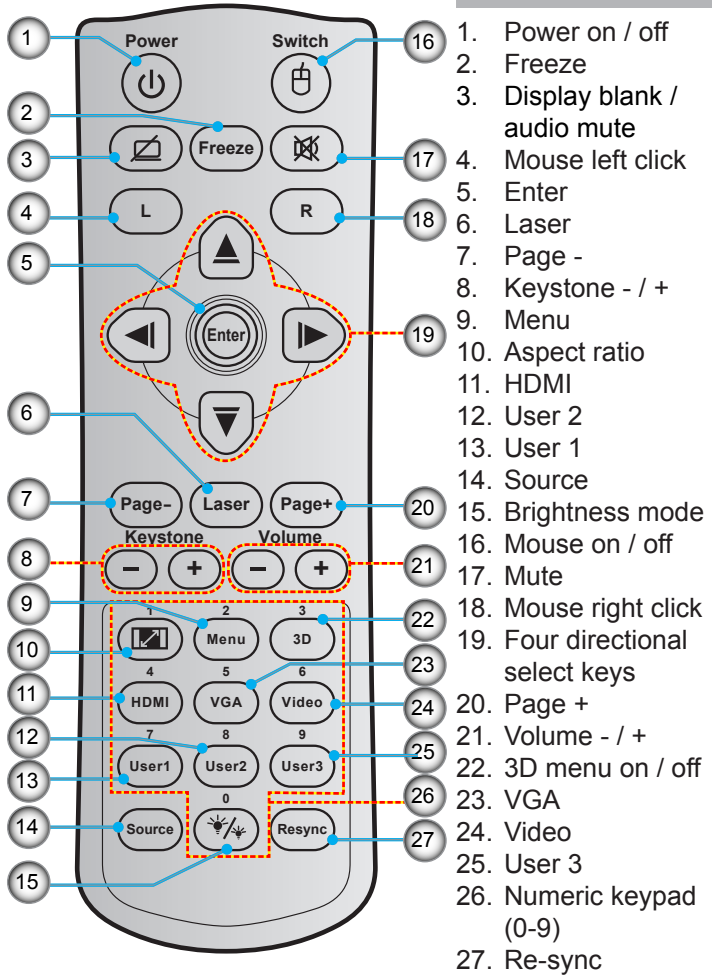 Power
Switch
1
16
2
Freeze
3
17
L
R
4
18
5
Enter
19
6
7
Page-
Laser
Page+
20
Keystone
Volume
8
- +
- +
21
9
1
2
3
22
10
Menu
3D
23
4
5
6
11
HDMI
VGA
Video
24
12
7
8
9
25
User1
User2
User3
13
26
0
14
Source
Resync
27
15
1. Power on / off
2. Freeze
3. Display blank /
audio mute
4. Mouse left click
5. Enter
6. Laser
7. Page -
8. Keystone - / +
9. Menu
10. Aspect ratio
11. HDMI
12. User 2
13. User 1
14. Source
15. Brightness mode
16. Mouse on / off
17. Mute
18. Mouse right click
19. Four directional
select keys
20. Page +
21. Volume - / +
22. 3D menu on / off
23. VGA
24. Video
25. User 3
26. Numeric keypad
(0-9)
27. Re-sync